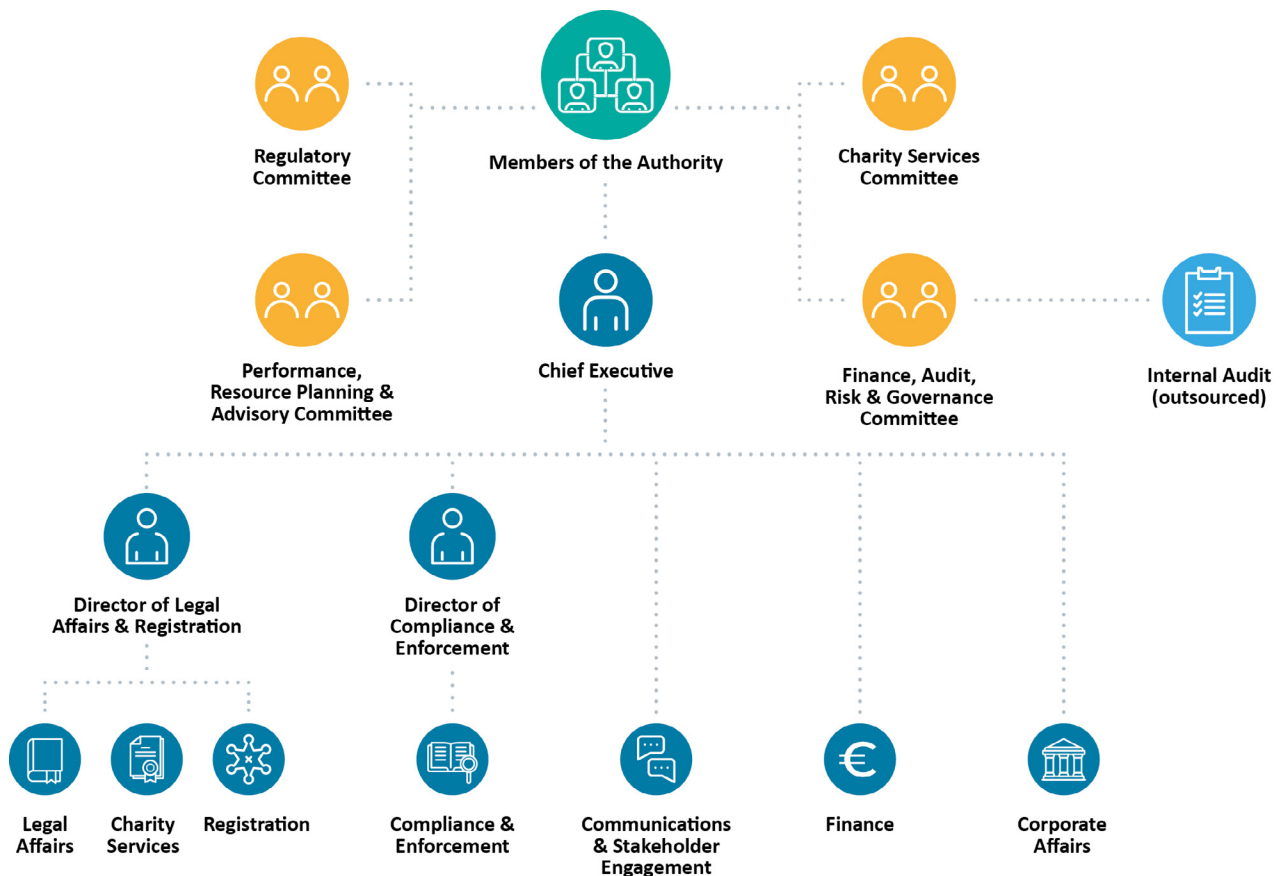 Regulatory
Committee
Members of the Authority
Charity Services
Committee
Performance,
Resource Planning &
Advisory Committee
Chief Executive
Finance, Audit,
Risk & Governance
Committee
Internal Audit
(outsourced)
Director of Legal
Affairs & Registration
Director of
Compliance &
Enforcement
Legal
Affairs
Charity
Services
Registration
Compliance &
Enforcement
Communications
& Stakeholder
Engagement
€
Finance
Corporate
Affairs